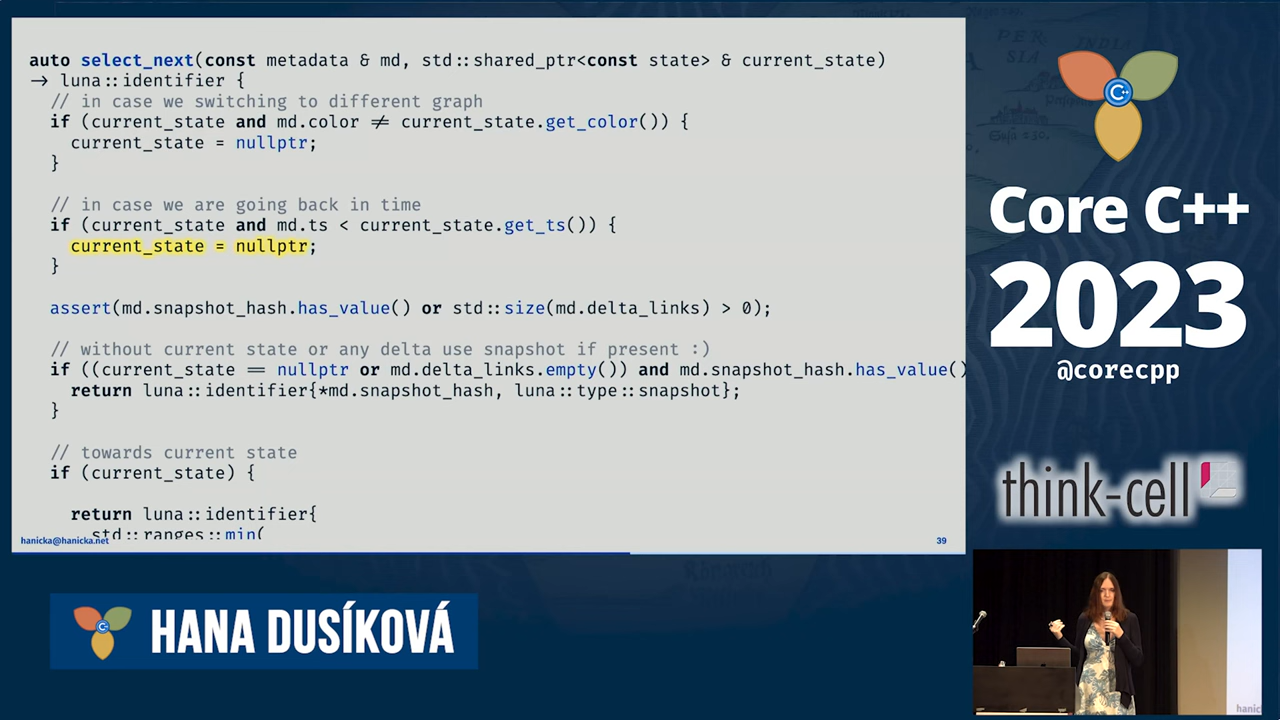 auto select_next(const metadata & md, std::shared_ptr<const state> & current_state)
→ luna::identifier {
// in case we switching to different graph
if (current_state and md.color ≠ current_state.get_color()) {
current_state = nullptr;
}
// in case we are going back in time
if (current_state and md.ts < current_state.get_ts()) {
current_state = nullptr;
}
assert(md.snapshot_hash.has_value() or std::size(md.delta_links) > 0);
// without current state or any delta use snapshot if present :)
if ((current_state == nullptr or md.delta_links.empty()) and md.snapshot_hash.has_value()
return luna::identifier{*md.snapshot_hash, luna::type::snapshot};
}
// towards current state
if (current_state) {
return luna::identifier{
std::ranges::min(
hanicka@hanicka.net
39
C++
Core C++
2023
@corecpp
think-cell
C++
HANA DUSÍKOVÁ